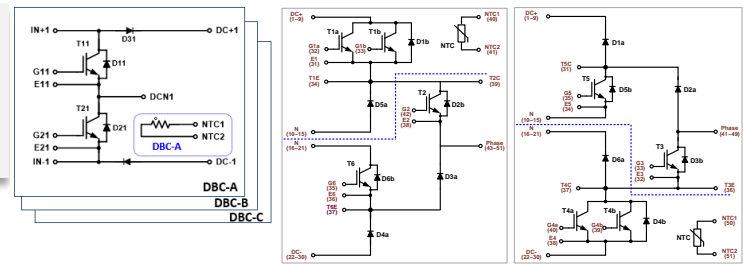 IN+1
DC+1
D31
T11
D11
G11
E11
DCN1
T21
D21
G21
E21
NTC1
NTC2
DBC-A
IN-1
DC-1
DBC-A
DBC-B
DBC-C
DC+
(1~9)
NTC1
(40)
T1a
T1b
G1a
(32)
G1b
(33)
D1b
NTC
E1
(31)
NTC2
(41)
T1E
(34)
T2C
(39)
D5a
T2
G2
(42)
D2b
E2
(38)
N
(10~15)
N
(16~21)
Phase
(43~51)
T6
D3a
G6
(35)
D6b
E6
(36)
T6E
(37)
D4a
DC-
(22~30)
DC+
(1~9)
D1a
T5C
(31)
T5
G5
(35)
D5b
E5
(34)
D2a
N
(10~15)
N
(16~21)
Phase
(41~49)
T3
D6a
G3
(33)
D3b
E3
(32)
T4C
(37)
T3E
(36)
T4a
T4b
G4a
(40)
G4b
(39)
D4b
E4
(38)
NTC1
(50)
NTC
DC-
(22~30)
NTC2
(51)